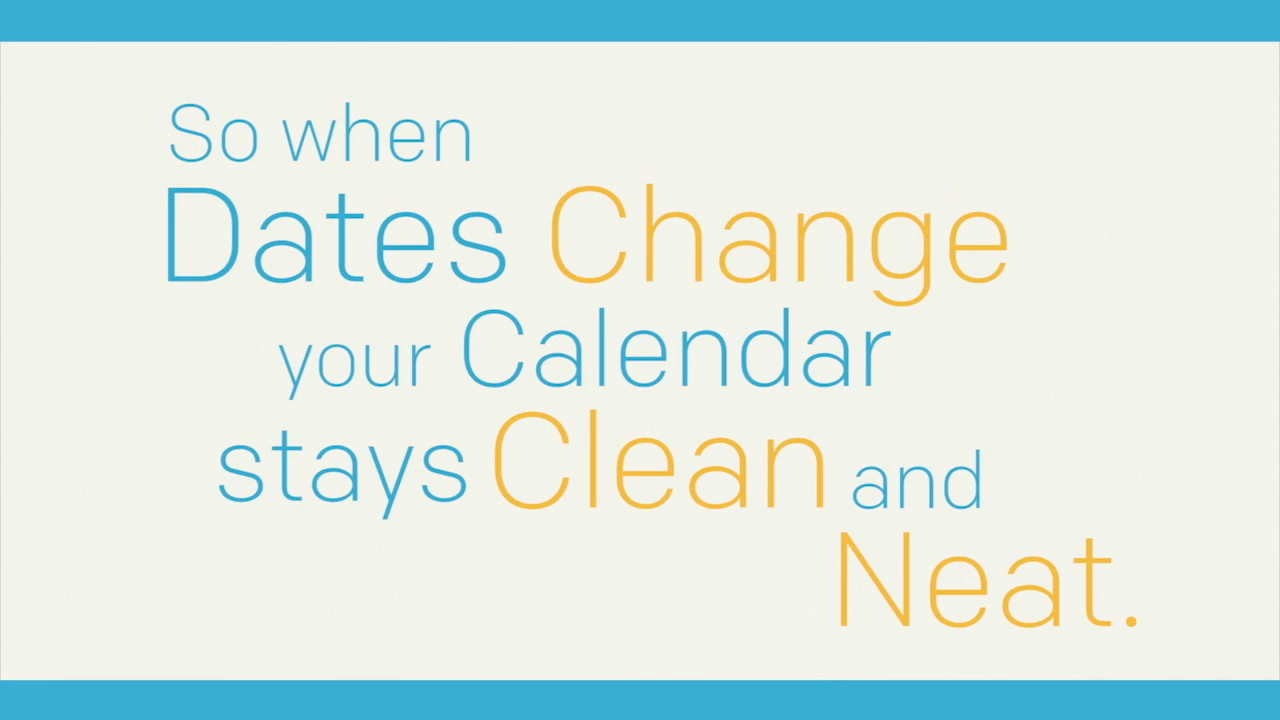 So when
Dates Change
your Calendar
stays Clean and
Neat.